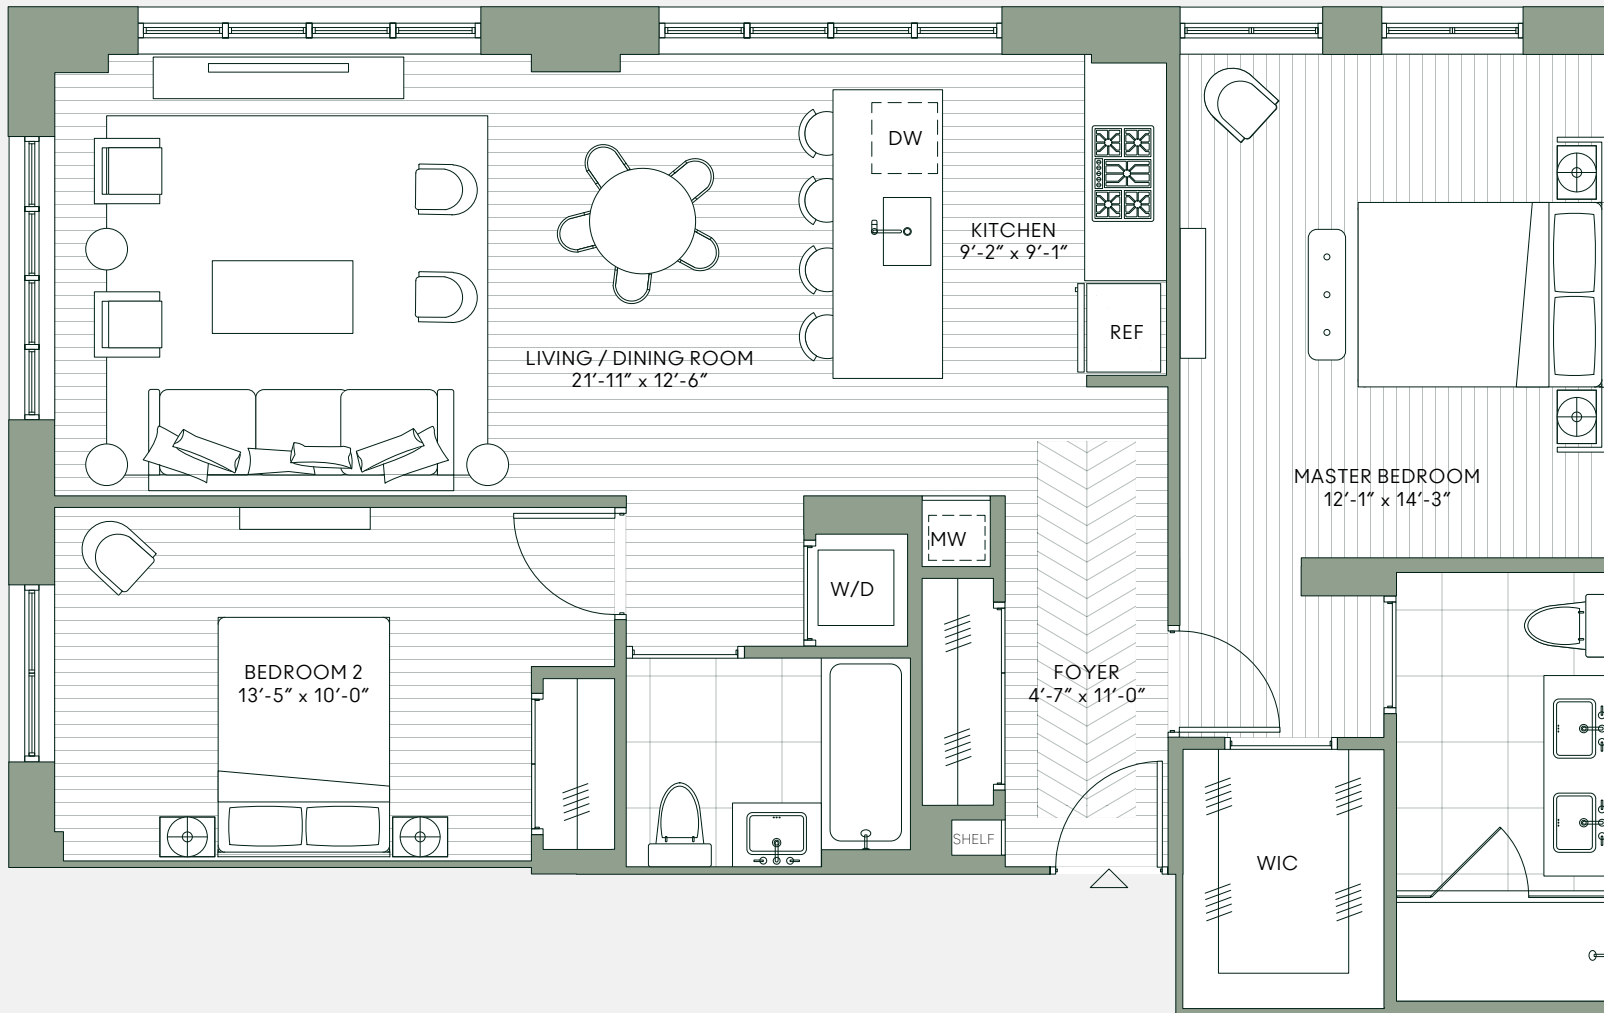 DW
KITCHEN
9′-2″ x 9′-1″
REF
LIVING / DINING ROOM
21′-11″ x 12′-6″
MASTER BEDROOM
12′-1″ x 14′-3″
MW
W/D
BEDROOM 2
13′-5″ x 10′-0″
FOYER
4′-7″ x 11′-0″
SHELF
WIC